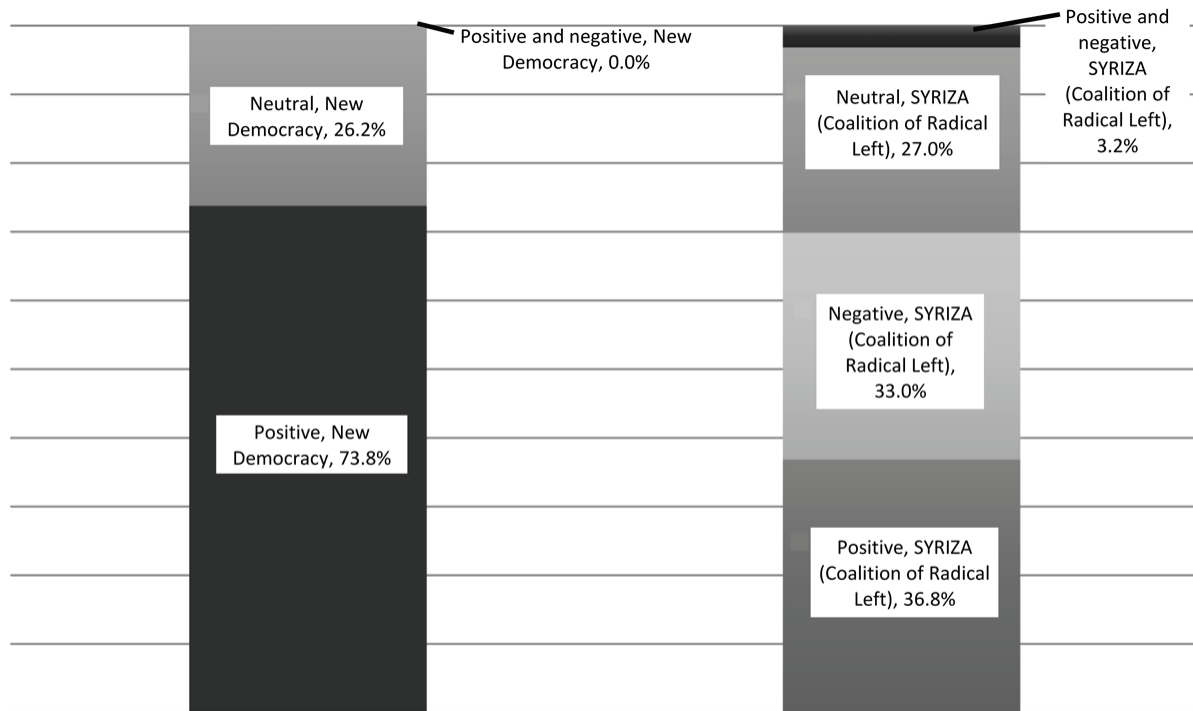 Positive and negative, New
Democracy, 0.0%
Neutral, New
Democracy, 26.2%
Positive, New
Democracy, 73.8%
Positive and
negative,
SYRIZA
(Coalition of
Radical Left),
3.2%
Neutral, SYRIZA
(Coalition of Radical
Left), 27.0%
Negative, SYRIZA
(Coalition of
Radical Left),
33.0%
Positive, SYRIZA
(Coalition of Radical
Left), 36.8%